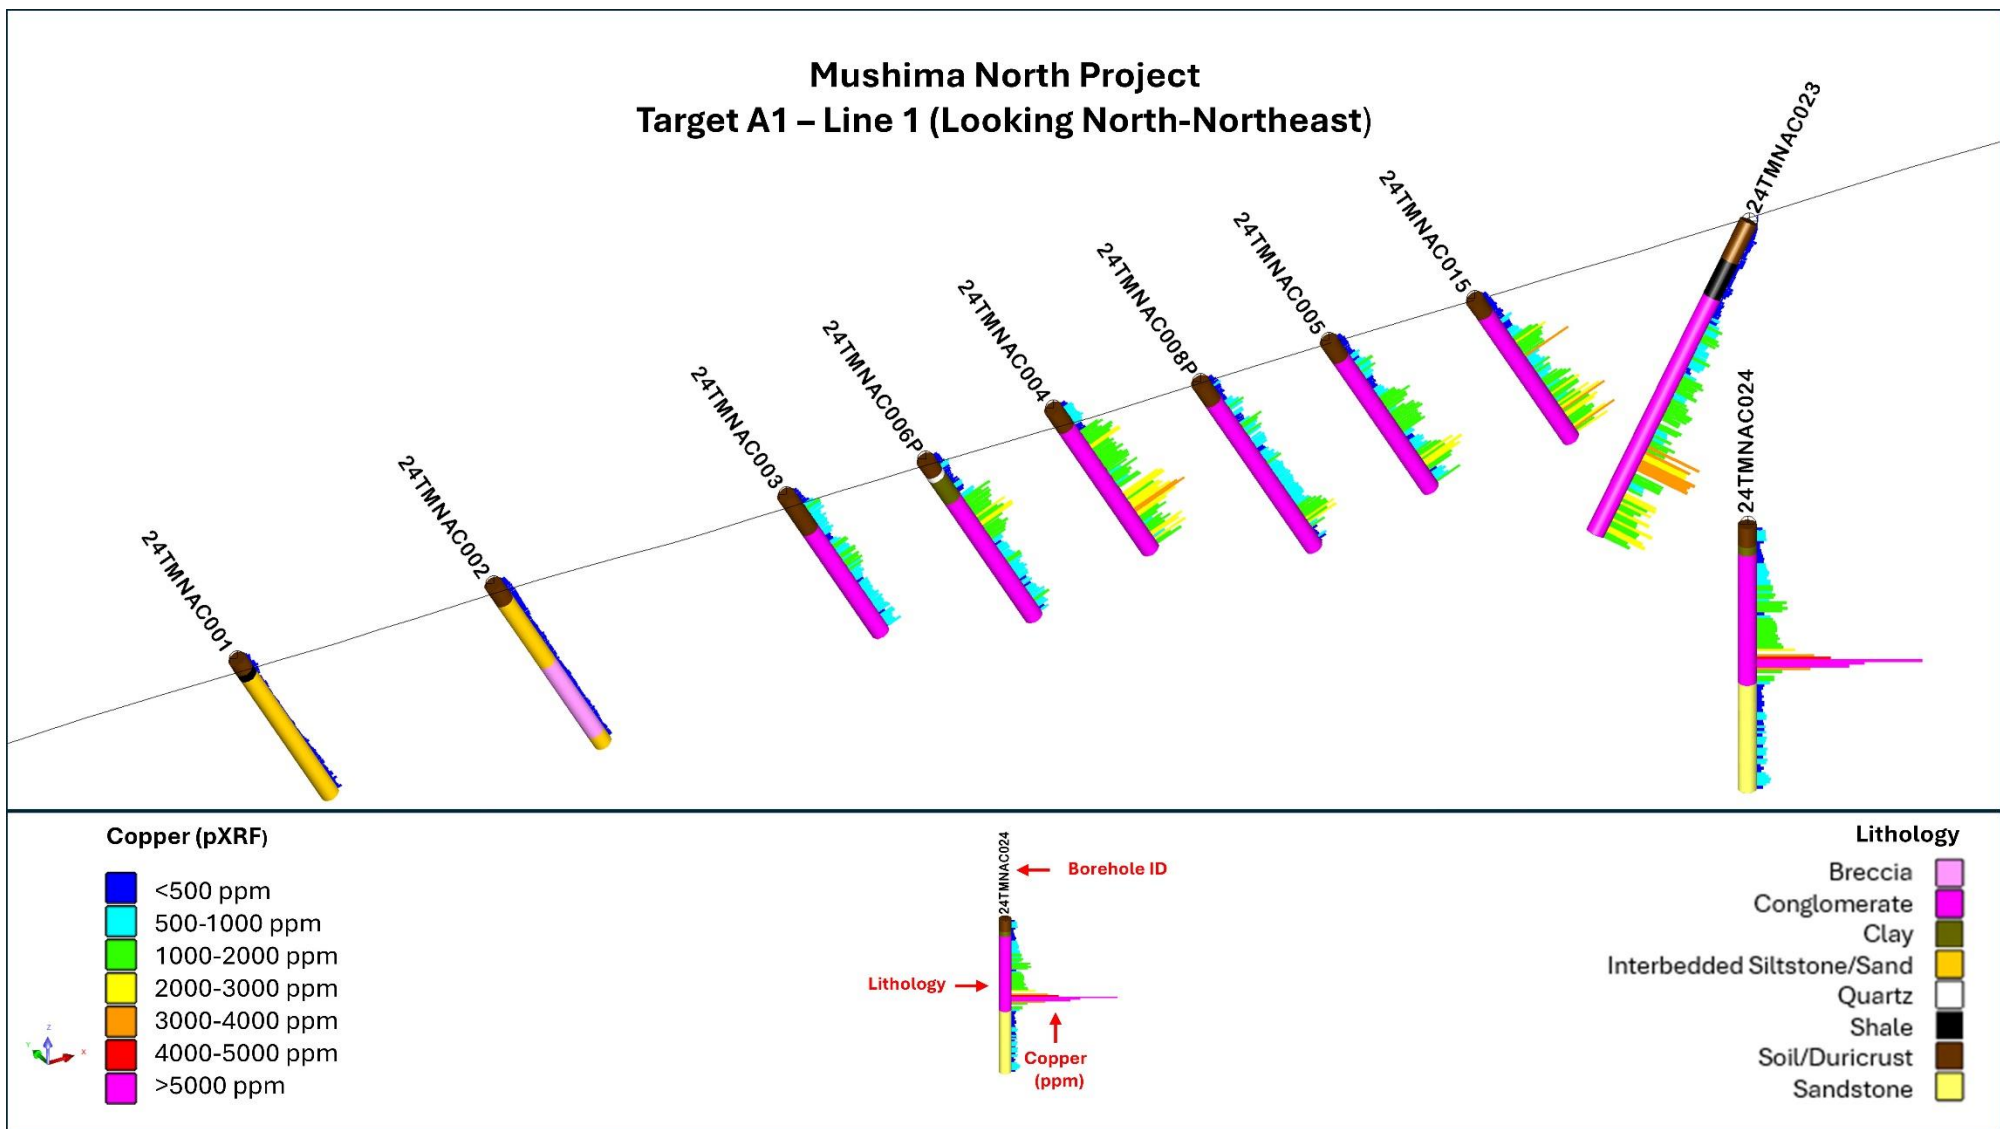 Mushima North Project
Target A1 – Line 1 (Looking North-Northeast)
24TMNAC001
24TMNAC002
24TMNAC003
24TMNAC006P
24TMNAC004
24TMNAC008P
24TMNAC005
24TMNAC015
24TMNAC023
24TMNAC024
Copper (pXRF)
<500 ppm
500-1000 ppm
1000-2000 ppm
2000-3000 ppm
3000-4000 ppm
4000-5000 ppm
>5000 ppm
Z
Y
X
24TMNAC024
Borehole ID
Lithology
Copper
(ppm)
Lithology
Breccia
Conglomerate
Clay
Interbedded Siltstone/Sand
Quartz
Shale
Soil/Duricrust
Sandstone